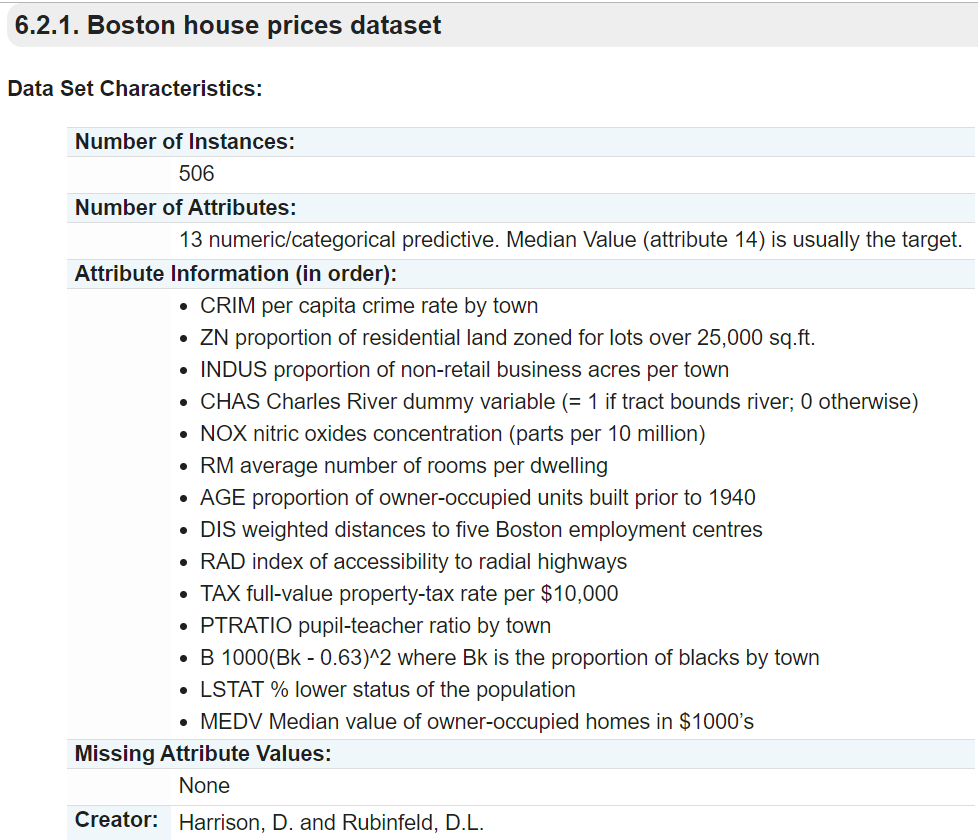 6.2.1. Boston house prices dataset
Data Set Characteristics:
Number of Instances:
506
Number of Attributes:
13 numeric/categorical predictive. Median Value (attribute 14) is usually the target.
Attribute Information (in order):
• CRIM per capita crime rate by town
• ZN proportion of residential land zoned for lots over 25,000 sq.ft.
• INDUS proportion of non-retail business acres per town
• CHAS Charles River dummy variable (= 1 if tract bounds river; 0 otherwise)
• NOX nitric oxides concentration (parts per 10 million)
• RM average number of rooms per dwelling
• AGE proportion of owner-occupied units built prior to 1940
• DIS weighted distances to five Boston employment centres
• RAD index of accessibility to radial highways
• TAX full-value property-tax rate per $10,000
• PTRATIO pupil-teacher ratio by town
• B 1000(Bk - 0.63)^2 where Bk is the proportion of blacks by town
• LSTAT % lower status of the population
• MEDV Median value of owner-occupied homes in $1000’s
Missing Attribute Values:
None
Creator: Harrison, D. and Rubinfeld, D.L.